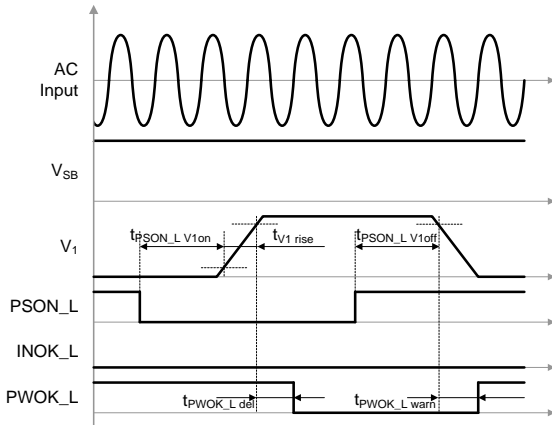 AC
Input
VSB
V1
tPSON_L V1on
tV1 rise
tPSON_L V1off
PSON_L
INOK_L
PWOK_L
tPWOK_L del
tPWOK_L warn